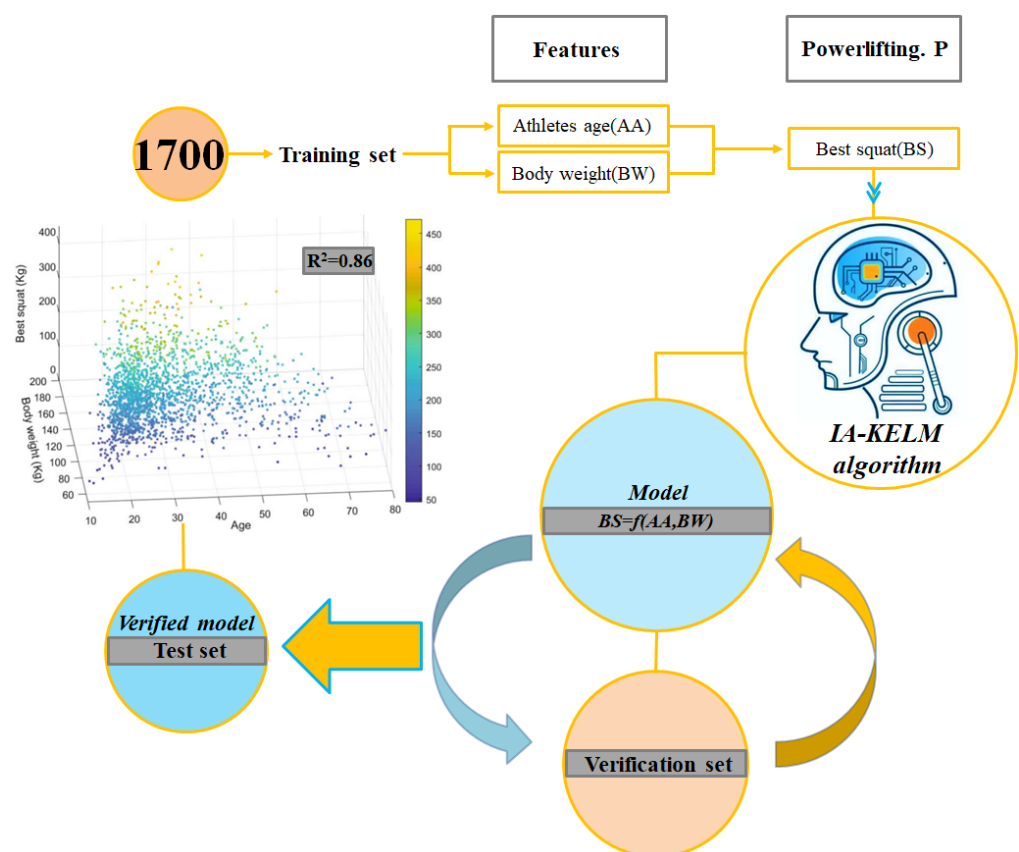 Features
Powerlifting. P
1700
Training set
Athletes age(AA)
Body weight(BW)
Best squat(BS)
R²=0.86
Best squat (Kg)
400
300
200
100
0
Body weight (Kg)
200
180
160
140
120
100
80
60
10
20
30
40
50
60
70
80
Age
450
400
350
300
250
200
150
100
50
IA-KELM
algorithm
Model
BS=f(AA,BW)
Verified model
Test set
Verification set